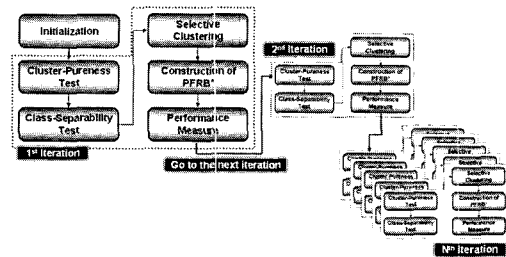 Initialization
Cluster-Pureness
Test
Class-Separability
Test
1st Iteration
Selective
Clustering
Construction of
PFRB
Performance
Measure
Go to the next iteration
2nd Iteration
Cluster-Pureness
Test
Class-Separability
Test
Selective
Clustering
Construction of
PFRB
Performance
Measure
Cluster-Pureness
Test
Class-Separability
Test
Selective
Selective
Clustering
Construction of
PFRB
Performance
Measure
Nth Iteration